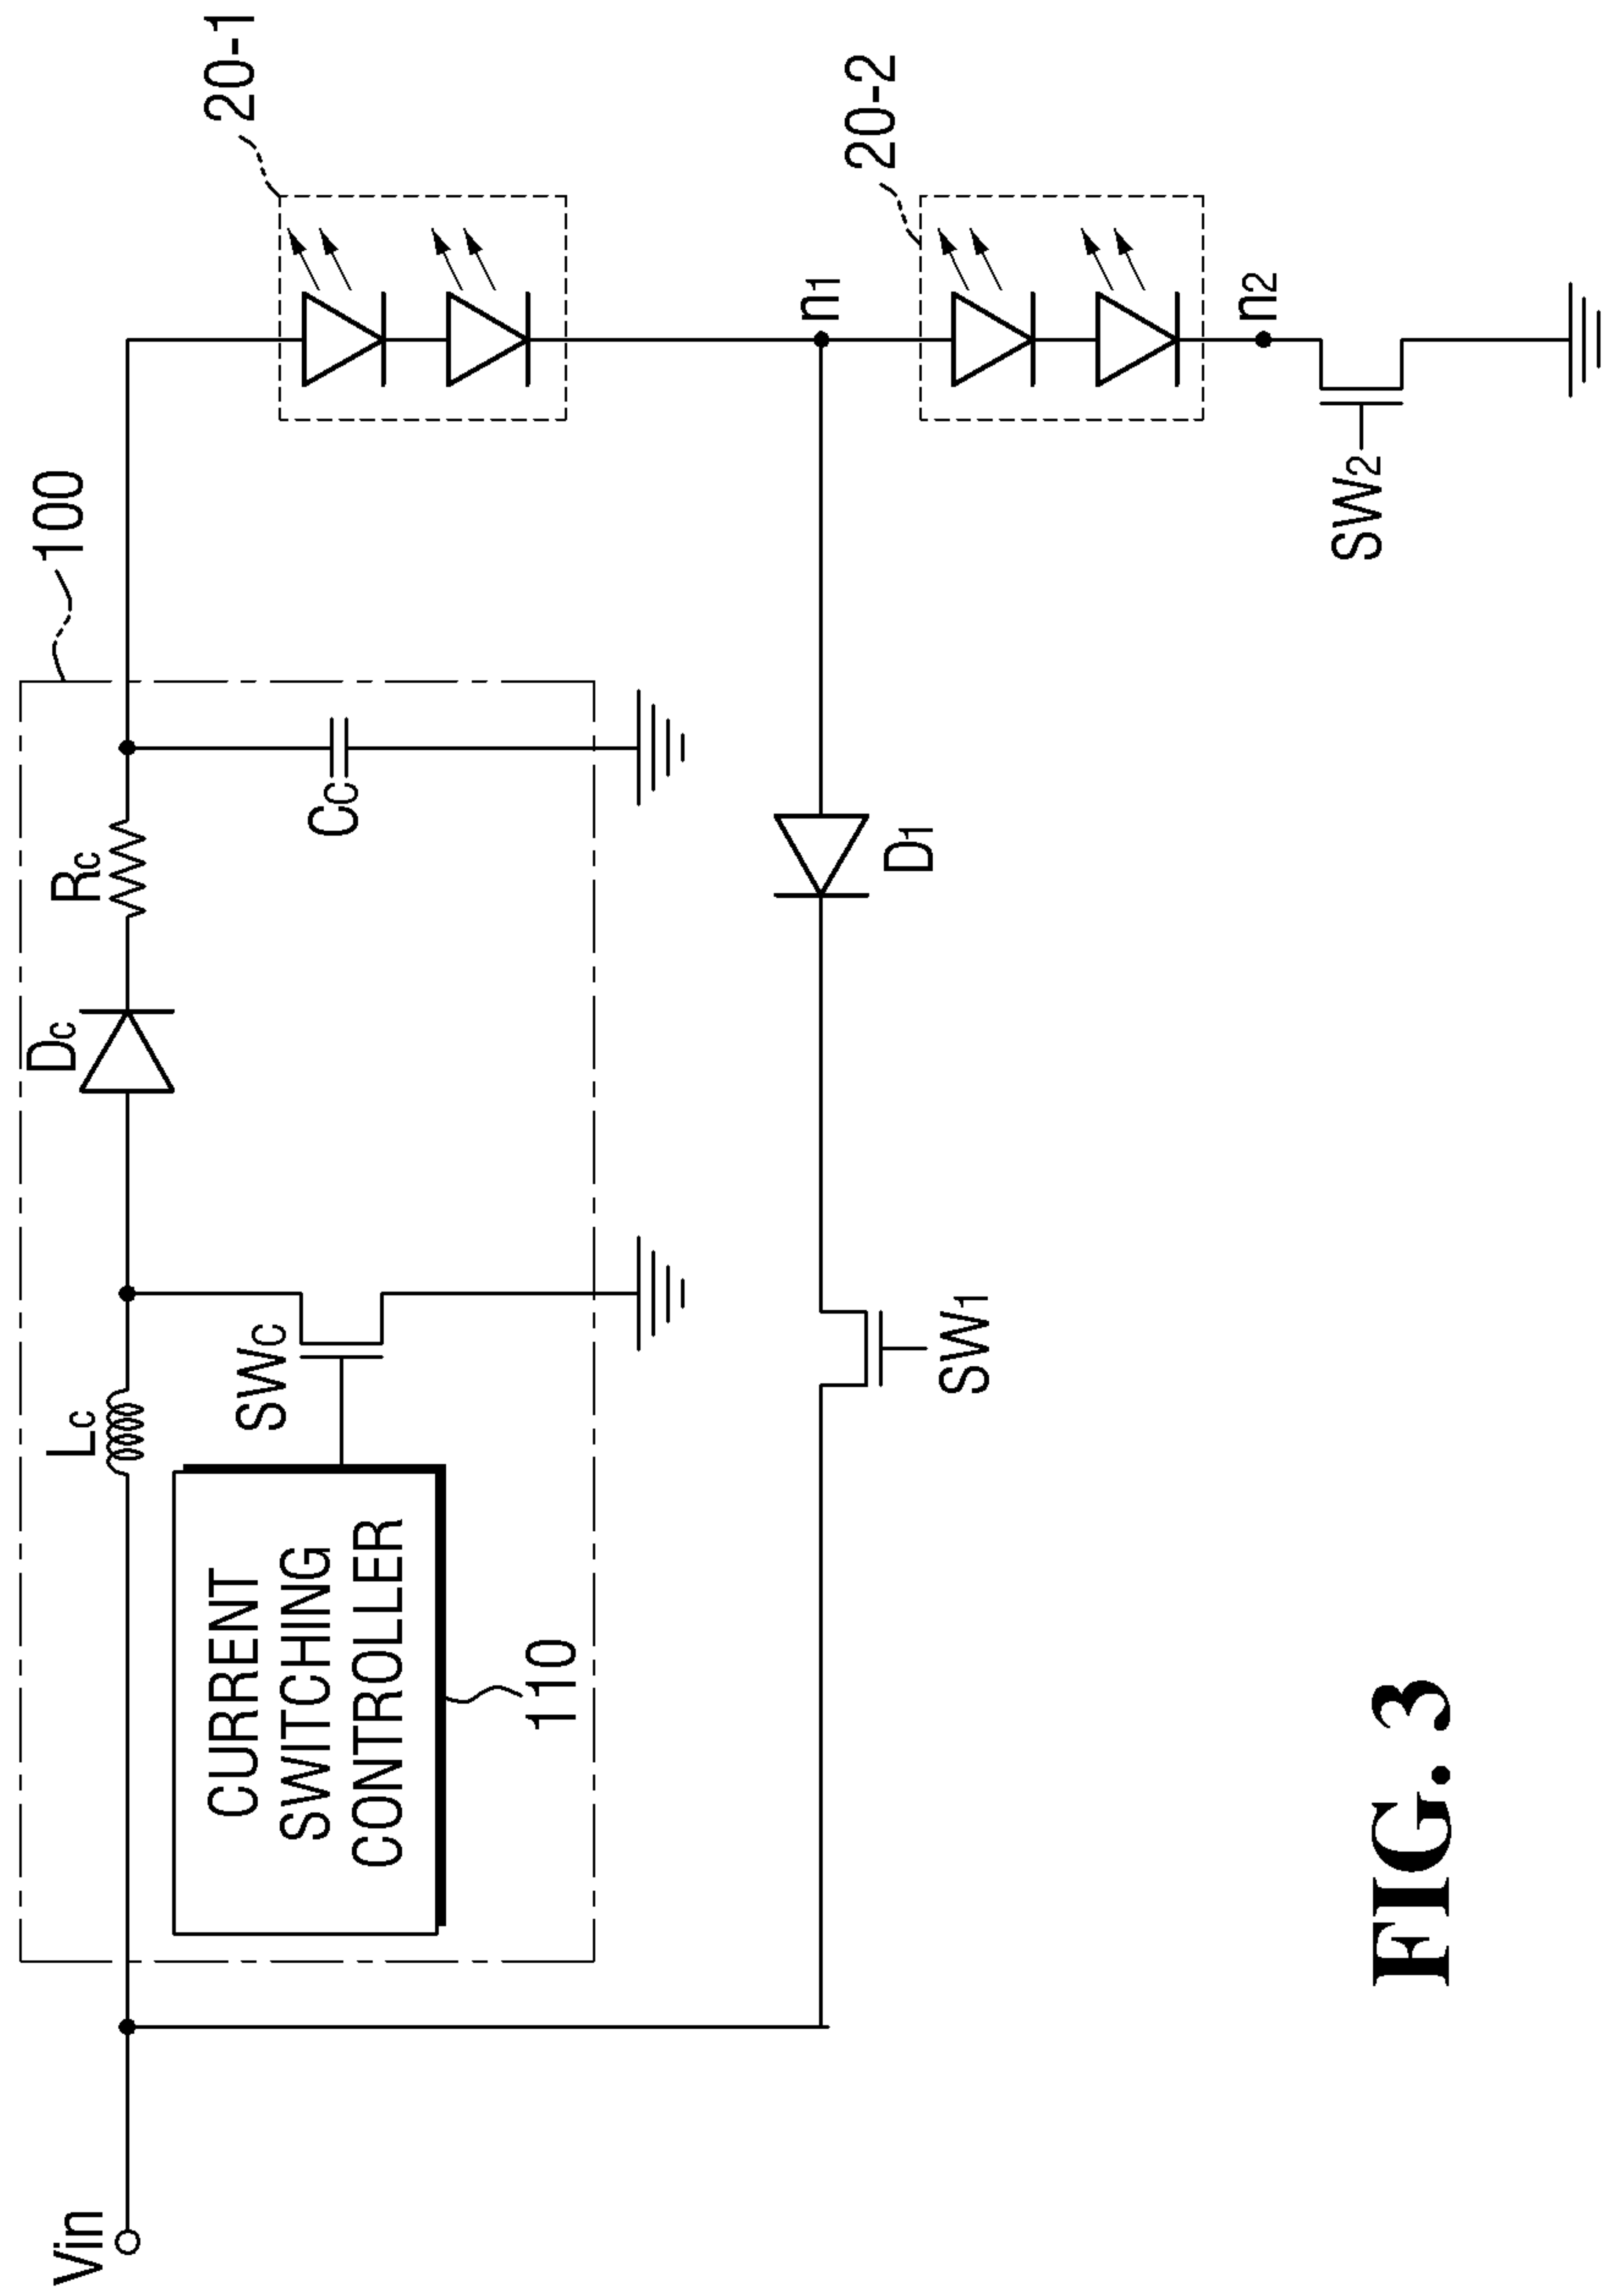 Vin
Lc
Dc
Rc
100
20-1
CURRENT
SWITCHING
CONTROLLER
SWC
CC
110
n1
20-2
D1
SW1
n2
SW2
FIG. 3